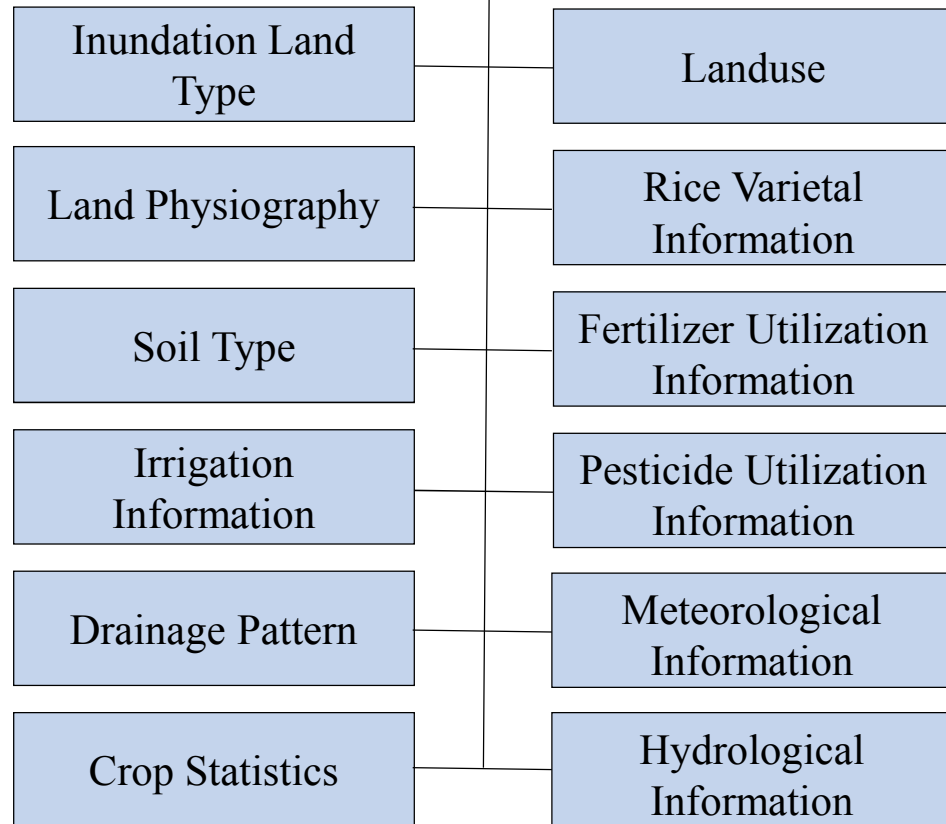 Inundation Land
Type
Landuse
Land Physiography
Rice Varietal
Information
Soil Type
Fertilizer Utilization
Information
Irrigation
Information
Pesticide Utilization
Information
Drainage Pattern
Meteorological
Information
Crop Statistics
Hydrological
Information